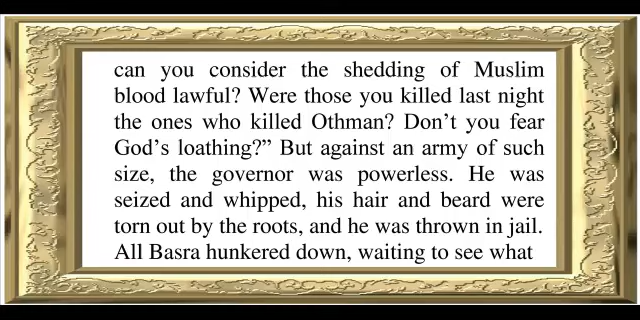 can you consider the shedding of Muslim
blood lawful? Were those you killed last night
the ones who killed Othman? Don’t you fear
God’s loathing?” But against an army of such
size, the governor was powerless. He was
seized and whipped, his hair and beard were
torn out by the roots, and he was thrown in jail.
All Basra hunkered down, waiting to see what